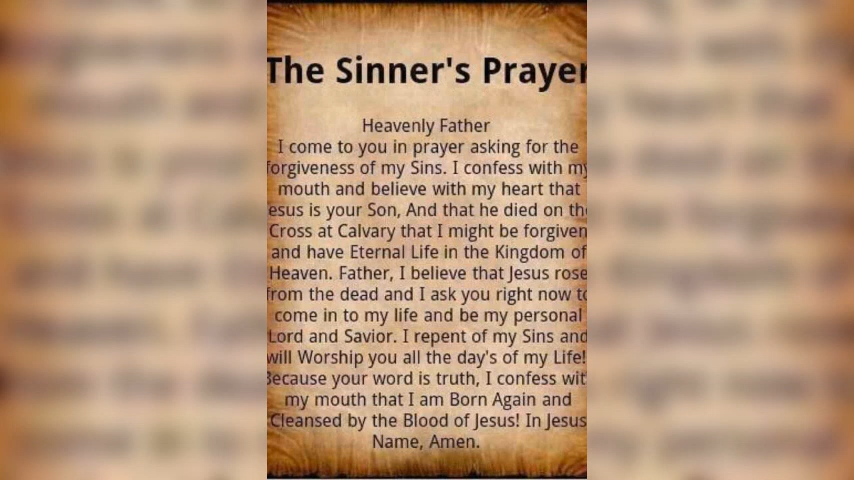 The Sinner's Prayer
Heavenly Father
I come to you in prayer asking for the
forgiveness of my Sins. I confess with my
mouth and believe with my heart that
esus is your Son, And that he died on the
Cross at Calvary that I might be forgiven
and have Eternal Life in the Kingdom of
Heaven. Father, I believe that Jesus rose
from the dead and I ask you right now to
come in to my life and be my personal
Lord and Savior. I repent of my Sins and
will Worship you all the day's of my Life!
Because your word is truth, I confess wit
my mouth that I am Born Again and
Cleansed by the Blood of Jesus! In Jesus
Name, Amen.